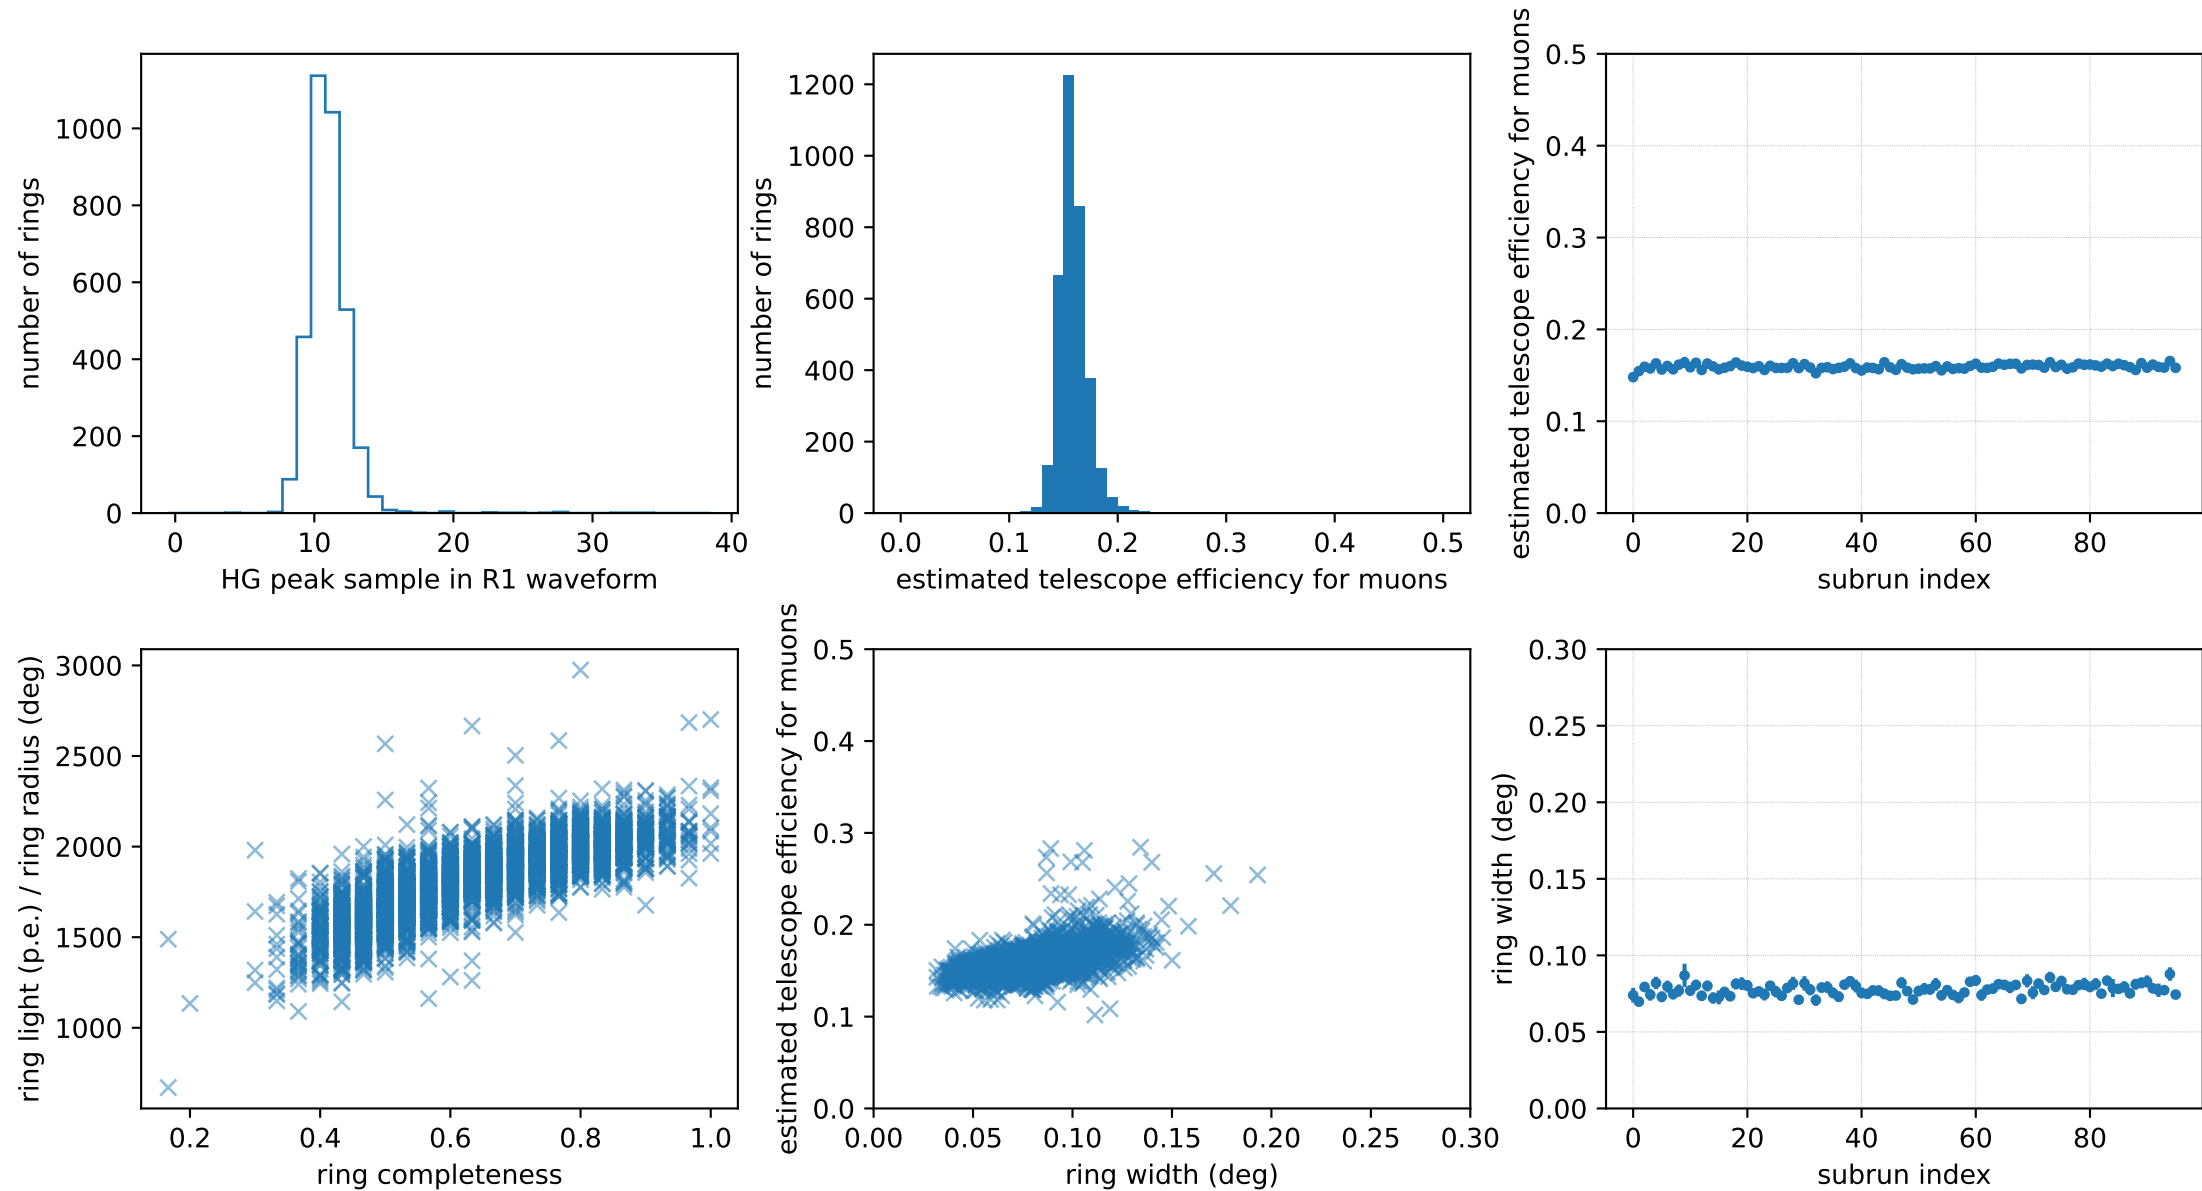 number of rings
1000
800
600
400
200
0
0 10 20 30 40
HG peak sample in R1 waveform
number of rings
1200
1000
800
600
400
200
0
0.0 0.1 0.2 0.3 0.4 0.5
estimated telescope efficiency for muons
estimated telescope efficiency for muons
0.5
0.4
0.3
0.2
0.1
0.0
0 20 40 60 80
subrun index
ring light (p.e.) / ring radius (deg)
3000
2500
2000
1500
1000
0.2 0.4 0.6 0.8 1.0
ring completeness
estimated telescope efficiency for muons
0.5
0.4
0.3
0.2
0.1
0.0
0.00 0.05 0.10 0.15 0.20 0.25 0.30
ring width (deg)
ring width (deg)
0.30
0.25
0.20
0.15
0.10
0.05
0.00
0 20 40 60 80
subrun index